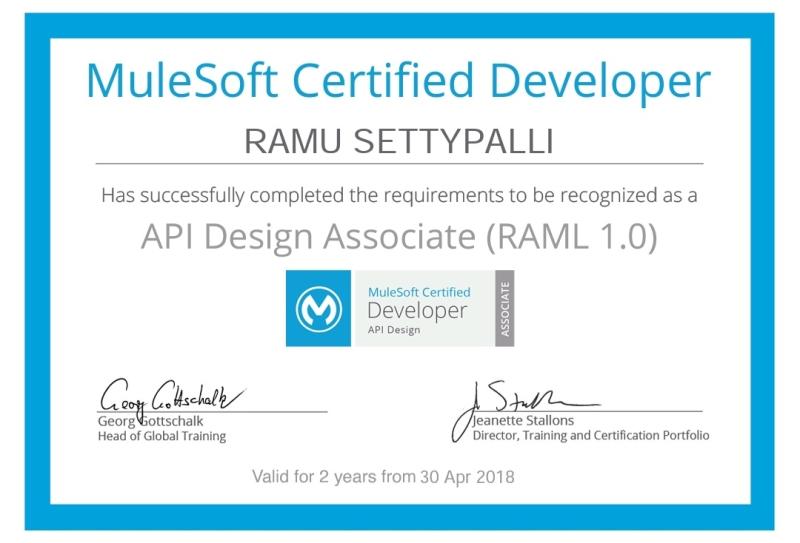 MuleSoft Certified Developer
RAMU SETTYPALLI
Has successfully completed the requirements to be recognized as a
API Design Associate (RAML 1.0)
MuleSoft Certified
Developer
API Design
ASSOCIATE
Georg Gottschalk
Georg Gottschalk
Head of Global Training
J Stallons
Jeanette Stallons
Director, Training and Certification Portfolio
Valid for 2 years from 30 Apr 2018